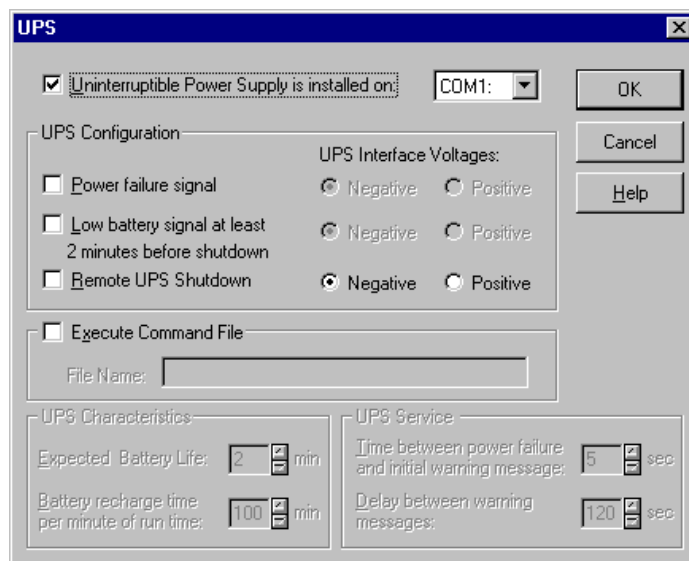 UPS
Uninterruptible Power Supply is installed on:
COM1:
OK
Cancel
Help
UPS Configuration
UPS Interface Voltages:
Power failure signal
Negative
Positive
Low battery signal at least
2 minutes before shutdown
Negative
Positive
Remote UPS Shutdown
Negative
Positive
Execute Command File
File Name:
UPS Characteristics
Expected Battery Life:
2
min
Battery recharge time
per minute of run time:
100
min
UPS Service
Time between power failure
and initial warning message:
5
sec
Delay between warning
messages:
120
sec